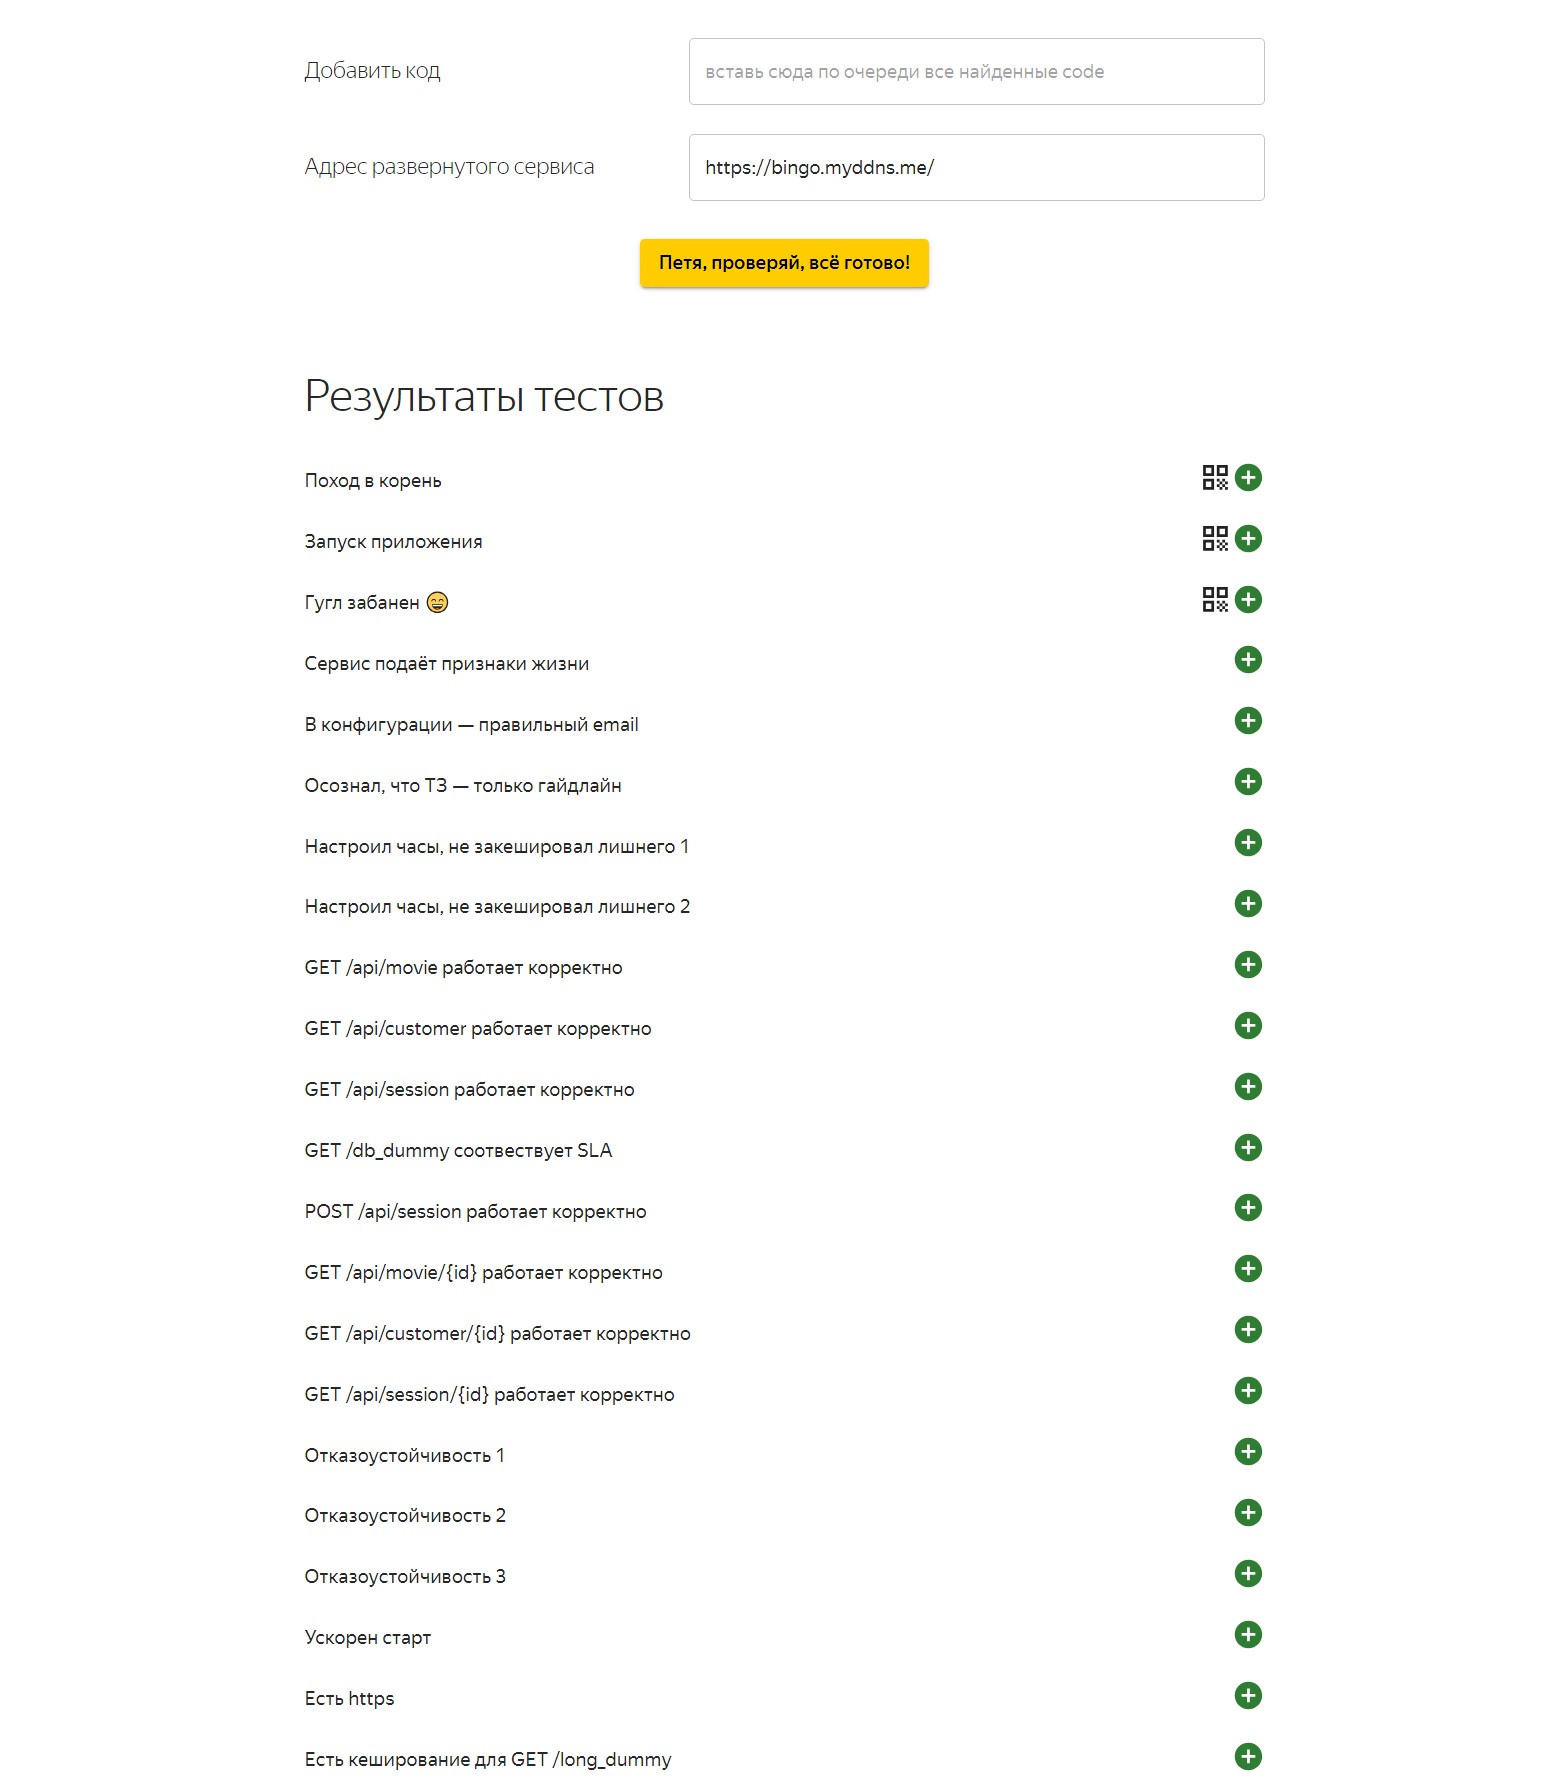 Добавить код
вставь сюда по очереди все найденные code
Адрес развернутого сервиса
https://bingo.myddns.me/
Петя, проверяй, всё готово!
Результаты тестов
Поход в корень
Запуск приложения
Гугл забанен 😄
Сервис подаёт признаки жизни
В конфигурации — правильный email
Осознал, что ТЗ — только гайдлайн
Настроил часы, не закешировал лишнего 1
Настроил часы, не закешировал лишнего 2
GET /api/movie работает корректно
GET /api/customer работает корректно
GET /api/session работает корректно
GET /db_dummy соотвествует SLA
POST /api/session работает корректно
GET /api/movie/{id} работает корректно
GET /api/customer/{id} работает корректно
GET /api/session/{id} работает корректно
Отказоустойчивость 1
Отказоустойчивость 2
Отказоустойчивость 3
Ускорен старт
Есть https
Есть кеширование для GET /long_dummy